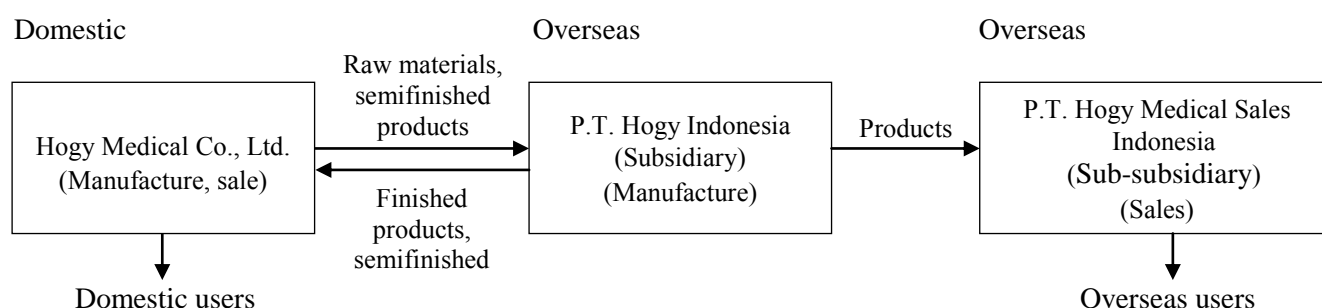 Domestic
Overseas
Overseas
Hogy Medical Co., Ltd.
(Manufacture, sale)
Raw materials,
semifinished
products
Finished
products,
semifinished
P.T. Hogy Indonesia
(Subsidiary)
(Manufacture)
Products
P.T. Hogy Medical Sales
Indonesia
(Sub-subsidiary)
(Sales)
Domestic users
Overseas users